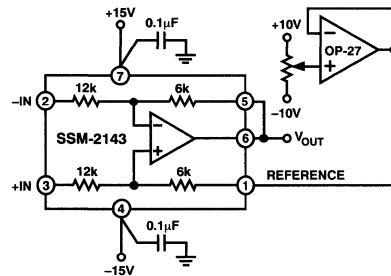 +15V
0.1µF
+10V
OP-27
−10V
7
12k
6k
−IN
2
5
SSM-2143
6
VOUT
12k
6k
+IN
3
1
REFERENCE
4
0.1µF
−15V